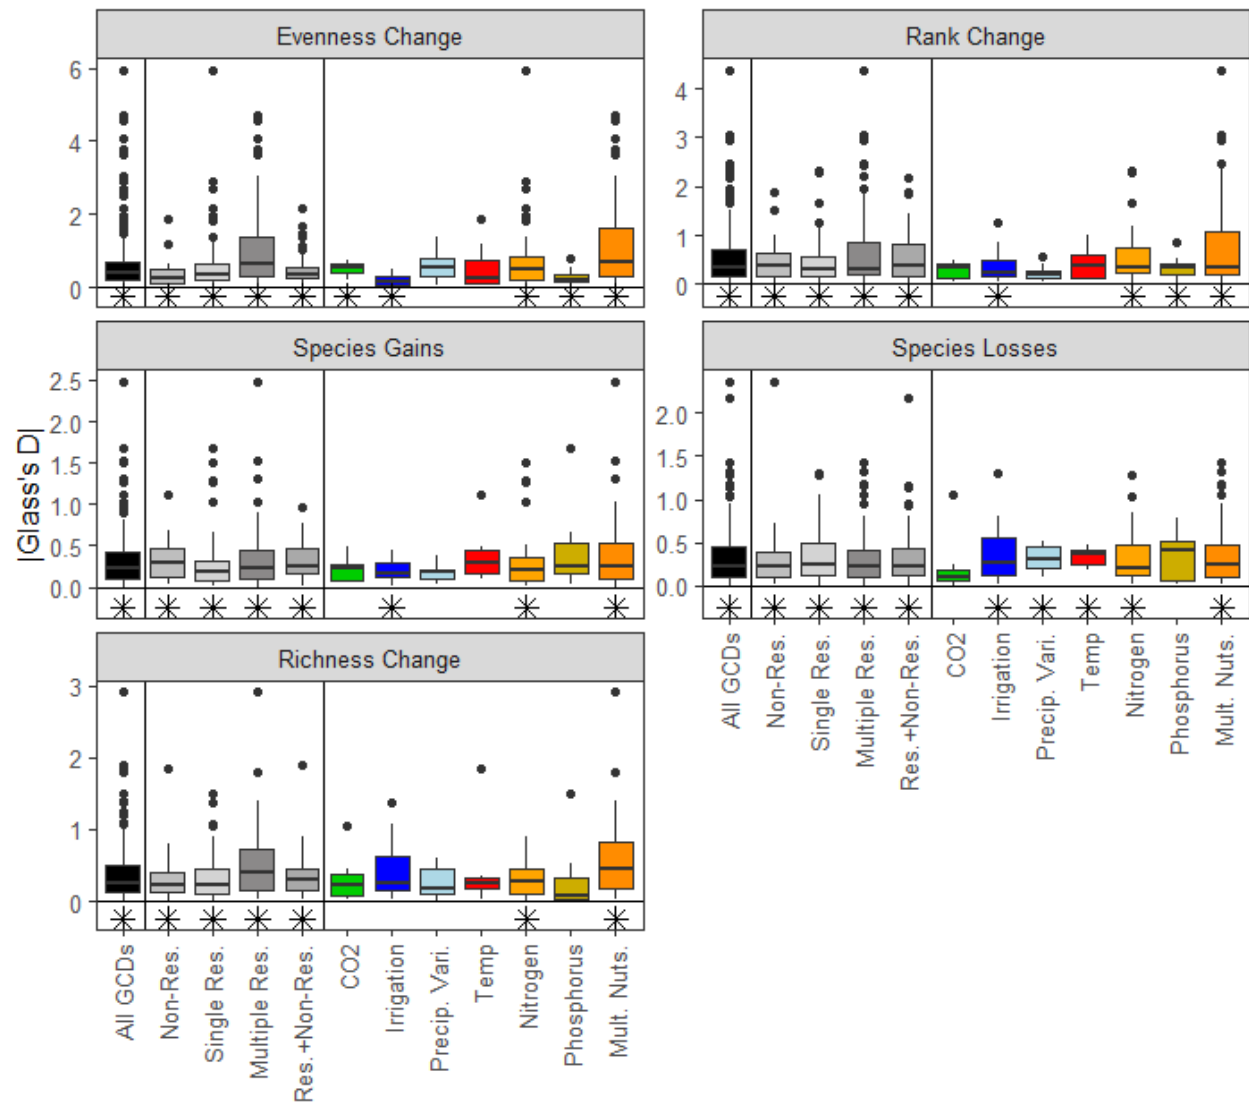 Evenness Change
Rank Change
6
4
2
0
4
3
2
1
0
Species Gains
Species Losses
|Glass's D|
2.5
2.0
1.5
1.0
0.5
0.0
2.0
1.5
1.0
0.5
0.0
Richness Change
3
2
1
0
All GCDs
Non-Res.
Single Res.
Multiple Res.
Res.+Non-Res.
CO2
Irrigation
Precip. Vari.
Temp
Nitrogen
Phosphorus
Mult. Nuts.
All GCDs
Non-Res.
Single Res.
Multiple Res.
Res.+Non-Res.
CO2
Irrigation
Precip. Vari.
Temp
Nitrogen
Phosphorus
Mult. Nuts.